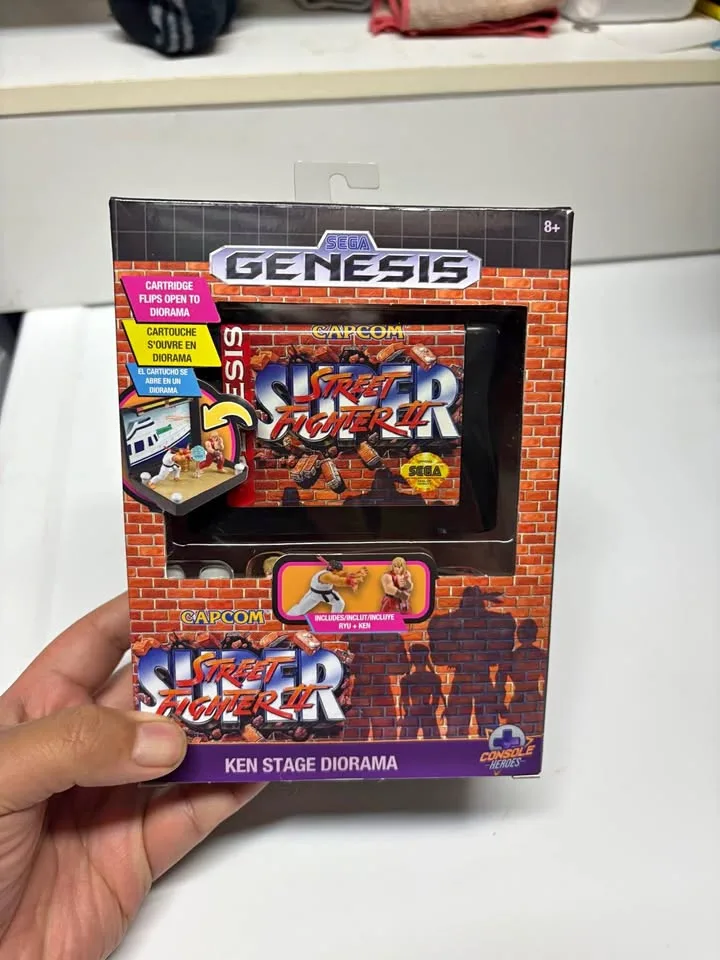 8+
SEGA
GENESIS
CARTRIDGE
FLIPS OPEN TO
DIORAMA
CARTOUCHE
S'OUVRE EN
DIORAMA
EL CARTUCHO SE
ABRE EN UN
DIORAMA
ESIS
CAPCOM
SUPER
STREET
FIGHTER II
SEGA
INCLUDES/INCLUT/INCLUYE
RYU + KEN
CAPCOM
SUPER
STREET
FIGHTER II
KEN STAGE DIORAMA
CONSOLE
HEROES